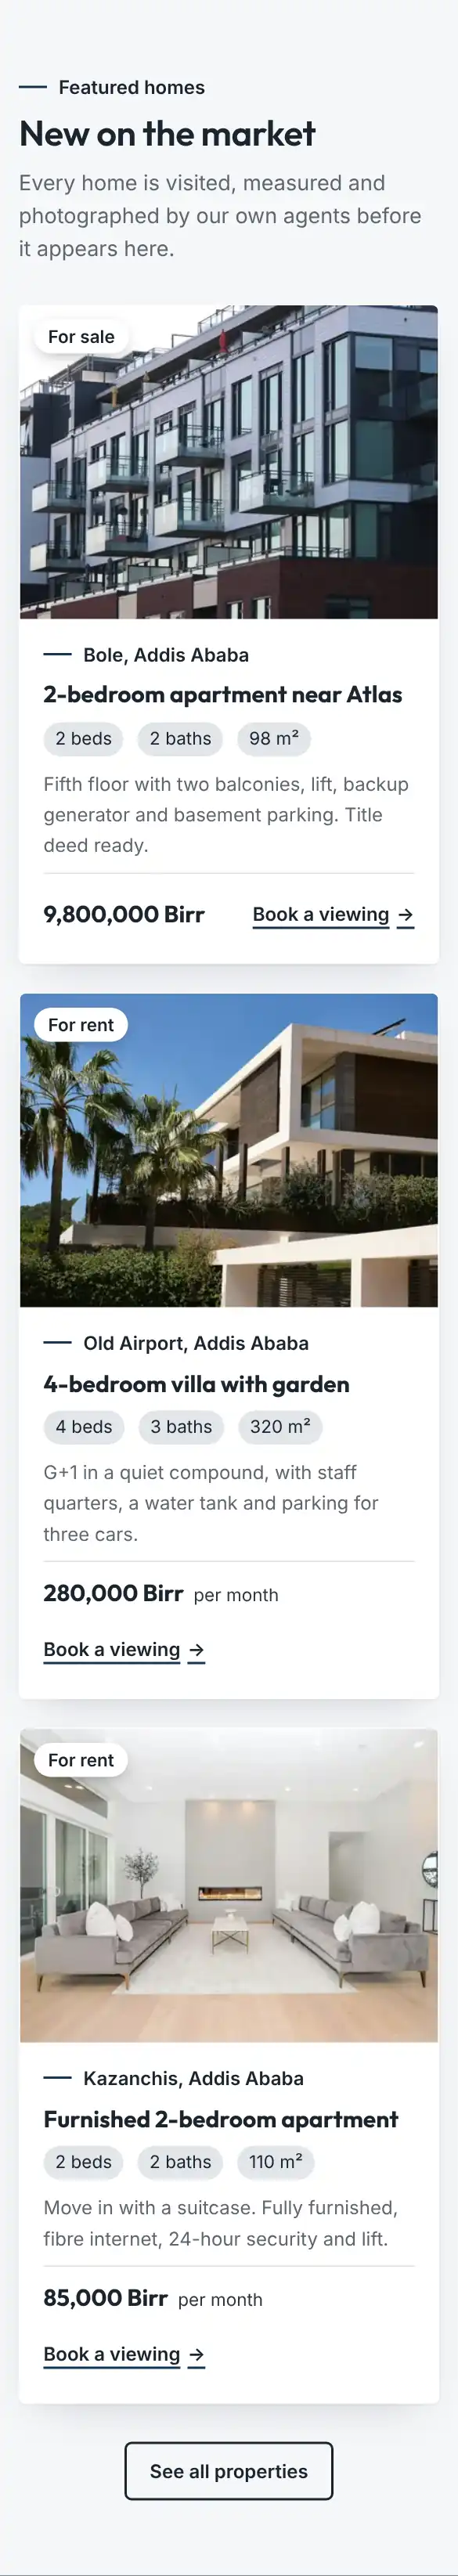 Featured homes
New on the market
Every home is visited, measured and
photographed by our own agents before
it appears here.
For sale
Bole, Addis Ababa
2-bedroom apartment near Atlas
2 beds 2 baths 98 m²
Fifth floor with two balconies, lift, backup
generator and basement parking. Title
deed ready.
9,800,000 Birr Book a viewing →
For rent
Old Airport, Addis Ababa
4-bedroom villa with garden
4 beds 3 baths 320 m²
G+1 in a quiet compound, with staff
quarters, a water tank and parking for
three cars.
280,000 Birr per month
Book a viewing →
For rent
Kazanchis, Addis Ababa
Furnished 2-bedroom apartment
2 beds 2 baths 110 m²
Move in with a suitcase. Fully furnished,
fibre internet, 24-hour security and lift.
85,000 Birr per month
Book a viewing →
See all properties